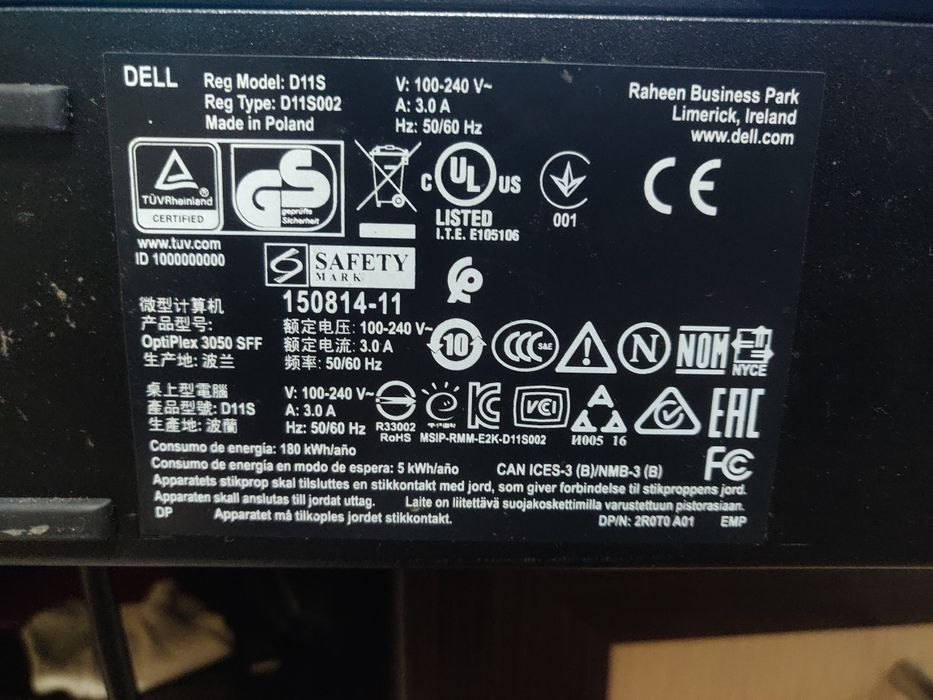 DELL
Reg Model: D11S
Reg Type: D11S002
Made in Poland
V: 100-240 V~
A: 3.0 A
Hz: 50/60 Hz
Raheen Business Park
Limerick, Ireland
www.dell.com
TÜVRheinland
CERTIFIED
GS
geprüfte
Sicherheit
www.tuv.com
ID 1000000000
C UL US
LISTED
I.T.E. E105106
001
CE
SAFETY
MARK
150814-11
微型计算机
产品型号:
OptiPlex 3050 SFF
生产地: 波兰
额定电压: 100-240 V~
额定电流: 3.0 A
频率: 50/60 Hz
10
CCC S&E
N
NOM
NYCE
桌上型電腦
產品型號: D11S
生產地: 波蘭
V: 100-240 V~
A: 3.0 A
Hz: 50/60 Hz
R33002
RoHS
MSIP-RMM-E2K-D11S002
VCI
И005 16
EAC
Consumo de energía: 180 kWh/año
Consumo de energía en modo de espera: 5 kWh/año
CAN ICES-3 (B)/NMB-3 (B)
FC
Apparatets stikprop skal tilsluttes en stikkontakt med jord, som giver forbindelse til stikproppens jord.
Apparaten skall anslutas till jordat uttag. Laite on liitettävä suojakoskettimilla varustettuun pistorasiaan.
DP Apparatet må tilkoples jordet stikkontakt. DP/N: 2R0T0 A01 EMP